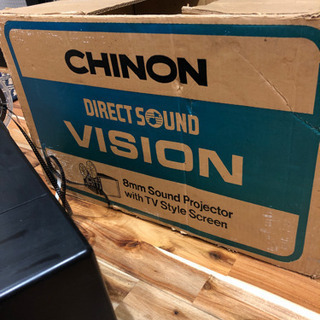 CHINON
DIRECT SOUND
VISION
8mm Sound Projector
with TV Style Screen